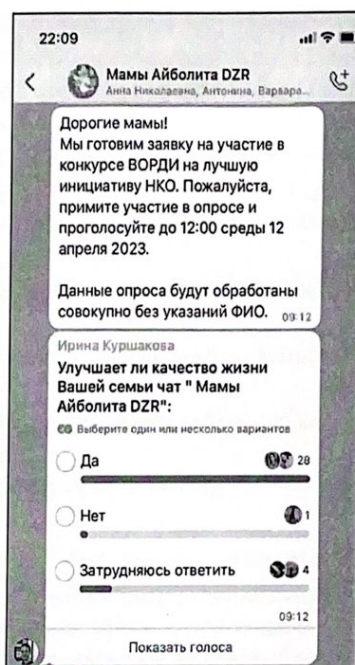 22:09
Мамы Айболита DZR
Анна Николаевна, Антонина, Варвара...
Дорогие мамы!
Мы готовим заявку на участие в
конкурсе ВОРДИ на лучшую
инициативу НКО. Пожалуйста,
примите участие в опросе и
проголосуйте до 12:00 среды 12
апреля 2023.
Данные опроса будут обработаны
совокупно без указаний ФИО. 09:12
Ирина Куршакова
Улучшает ли качество жизни
Вашей семьи чат " Мамы
Айболита DZR":
Выберите один или несколько вариантов
Да 28
Нет 1
Затрудняюсь ответить 4
09:12
Показать голоса